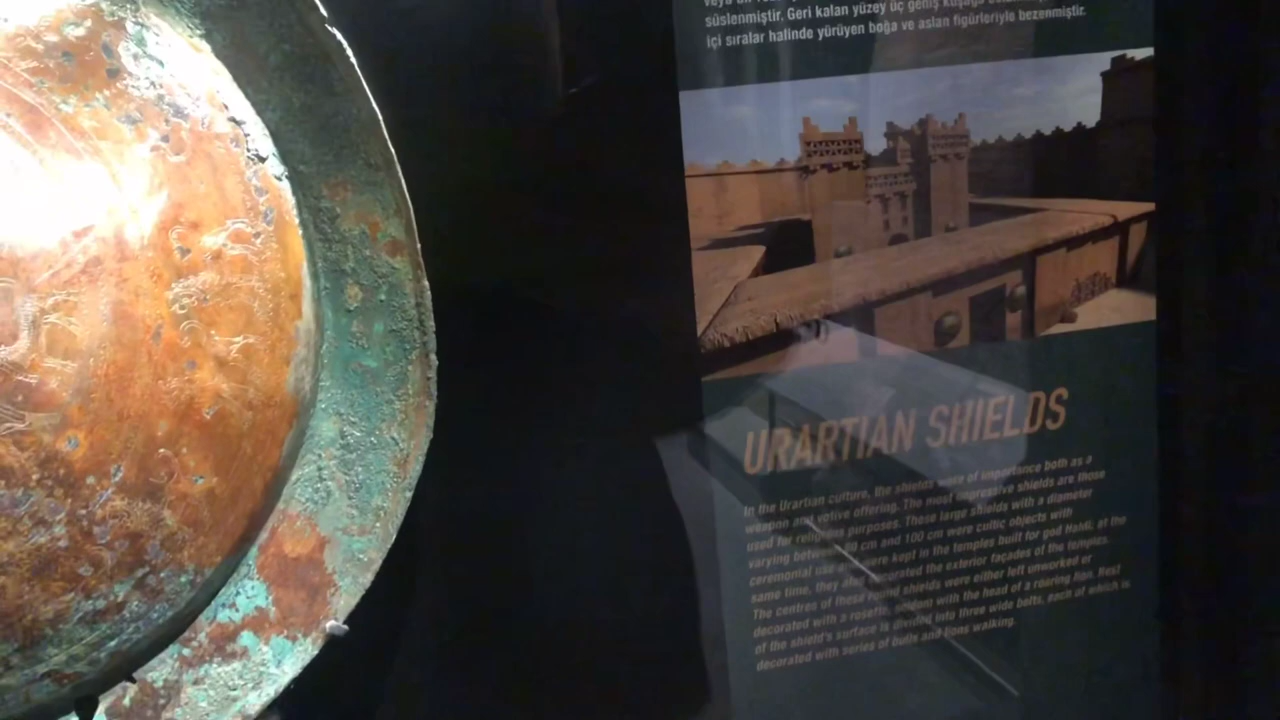 süslenmiştir. Geri kalan yüzey üç geniş kuşağa
içi sıralar halinde yürüyen boğa ve aslan figürleriyle bezenmiştir.
URARTIAN SHIELDS
In the Urartian culture, the shields were of importance both as a
weapon and votive offering. The most impressive shields are those
used for religious purposes. These large shields with a diameter
varying between cm and 100 cm were cultic objects with
ceremonial use were kept in the temples built for god Haldi, at the
same time, they also decorated the exterior façades of the temples.
The centres of these round shields were either left unworked or
decorated with a rosette, seldom with the head of a roaring lion. Rest
of the shield's surface is divided into three wide belts, each of which is
decorated with series of bulls and lions walking.